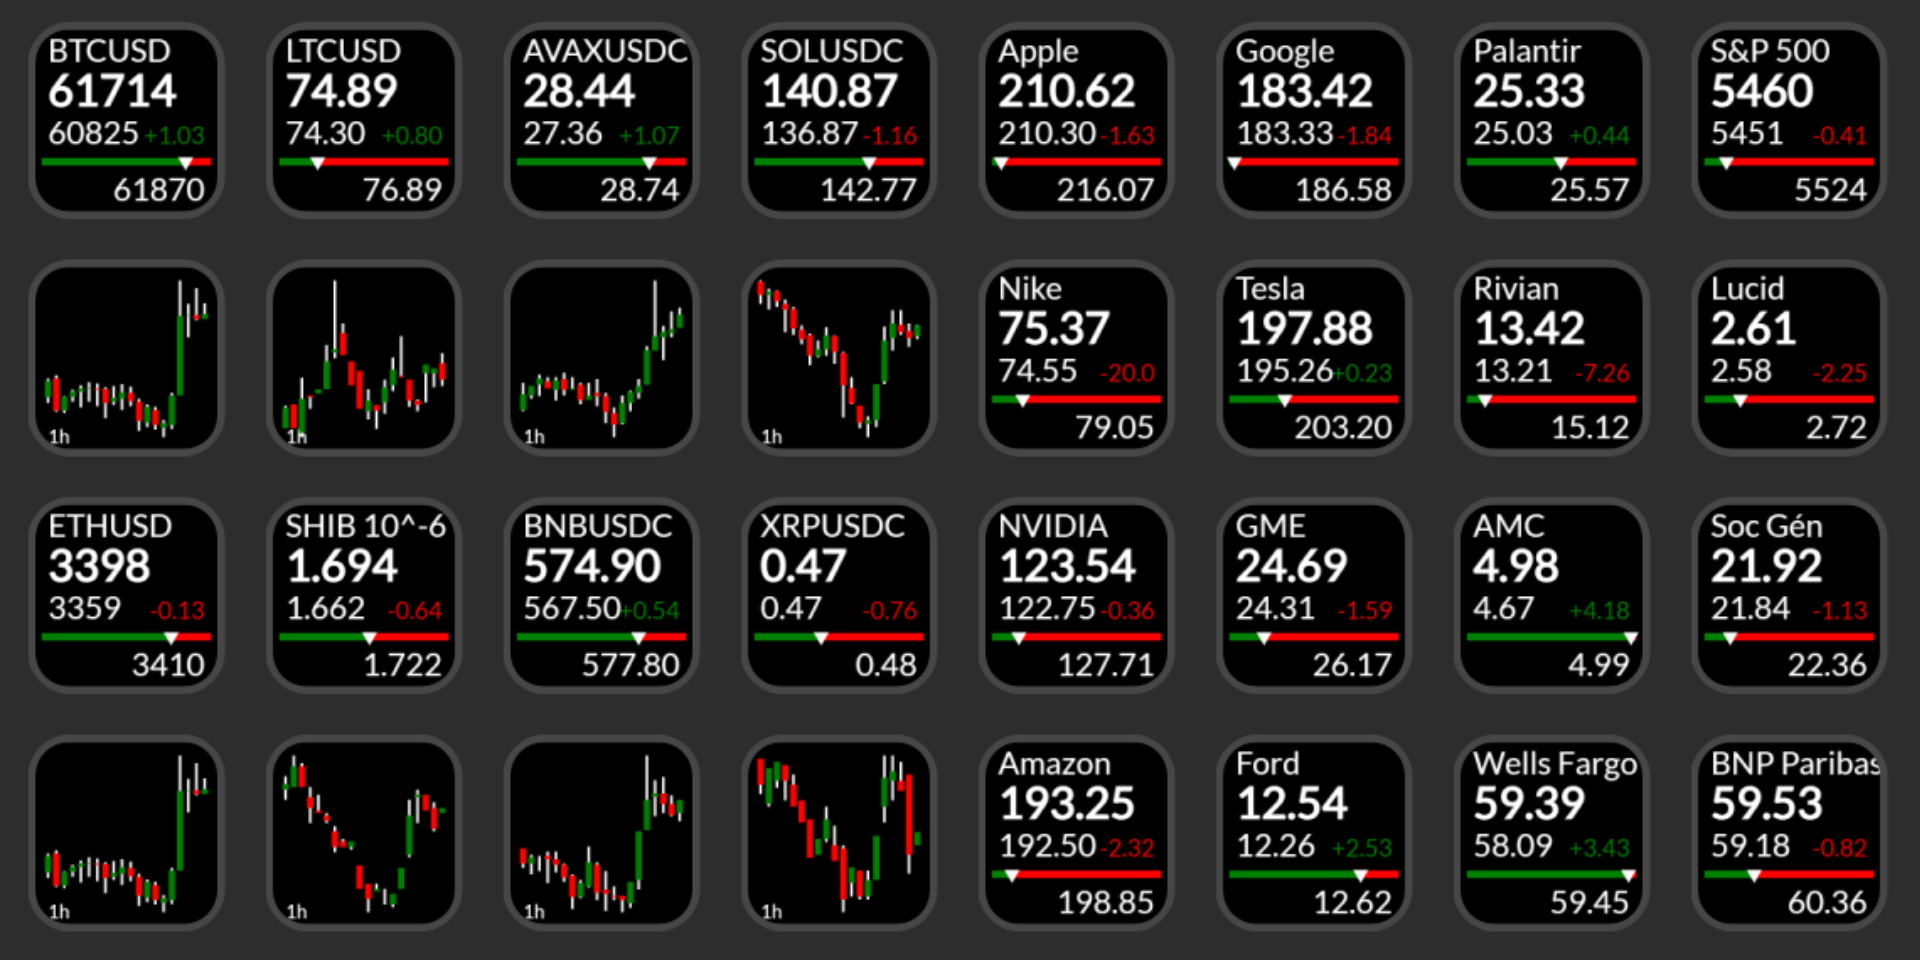 BTCUSD
61714
60825 +1.03
61870
LTCUSD
74.89
74.30 +0.80
76.89
AVAXUSDC
28.44
27.36 +1.07
28.74
SOLUSDC
140.87
136.87 -1.16
142.77
Apple
210.62
210.30 -1.63
216.07
Google
183.42
183.33 -1.84
186.58
Palantir
25.33
25.03 +0.44
25.57
S&P 500
5460
5451 -0.41
5524
1h
1h
1h
1h
Nike
75.37
74.55 -20.0
79.05
Tesla
197.88
195.26 +0.23
203.20
Rivian
13.42
13.21 -7.26
15.12
Lucid
2.61
2.58 -2.25
2.72
ETHUSD
3398
3359 -0.13
3410
SHIB 10^-6
1.694
1.662 -0.64
1.722
BNBUSDC
574.90
567.50 +0.54
577.80
XRPUSDC
0.47
0.47 -0.76
0.48
NVIDIA
123.54
122.75 -0.36
127.71
GME
24.69
24.31 -1.59
26.17
AMC
4.98
4.67 +4.18
4.99
Soc Gén
21.92
21.84 -1.13
22.36
1h
1h
1h
1h
Amazon
193.25
192.50 -2.32
198.85
Ford
12.54
12.26 +2.53
12.62
Wells Fargo
59.39
58.09 +3.43
59.45
BNP Paribas
59.53
59.18 -0.82
60.36